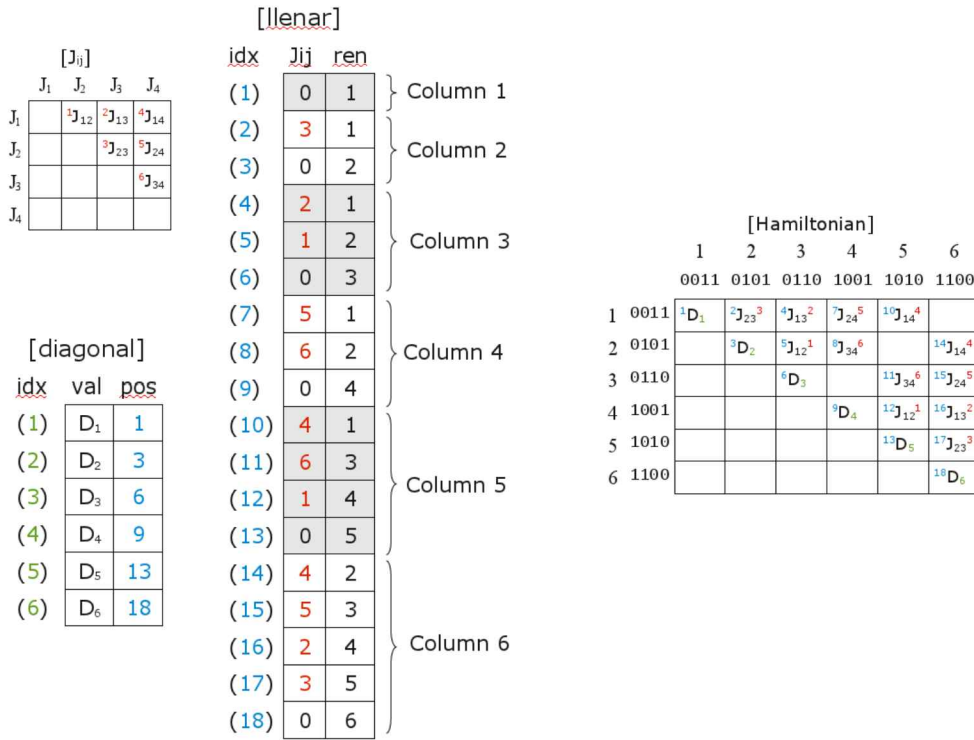 [Jij]
J1 J2 J3 J4
J1 1J12 2J13 4J14
J2 3J23 5J24
J3 6J34
J4
[diagonal]
idx val pos
(1) D1 1
(2) D2 3
(3) D3 6
(4) D4 9
(5) D5 13
(6) D6 18
[llenar]
idx Jij ren
(1) 0 1 Column 1
(2) 3 1
Column 2
(3) 0 2
(4) 2 1
(5) 1 2 Column 3
(6) 0 3
(7) 5 1
(8) 6 2 Column 4
(9) 0 4
(10) 4 1
(11) 6 3
Column 5
(12) 1 4
(13) 0 5
(14) 4 2
(15) 5 3
(16) 2 4 Column 6
(17) 3 5
(18) 0 6
[Hamiltonian]
1 2 3 4 5 6
0011 0101 0110 1001 1010 1100
1 0011 1D1 2J23 3 4J13 2 7J24 5 10J14 4
2 0101 3D2 5J12 1 8J34 6 14J14 4
3 0110 6D3 11J34 6 15J24 5
4 1001 9D4 12J12 1 16J13 2
5 1010 13D5 17J23 3
6 1100 18D6